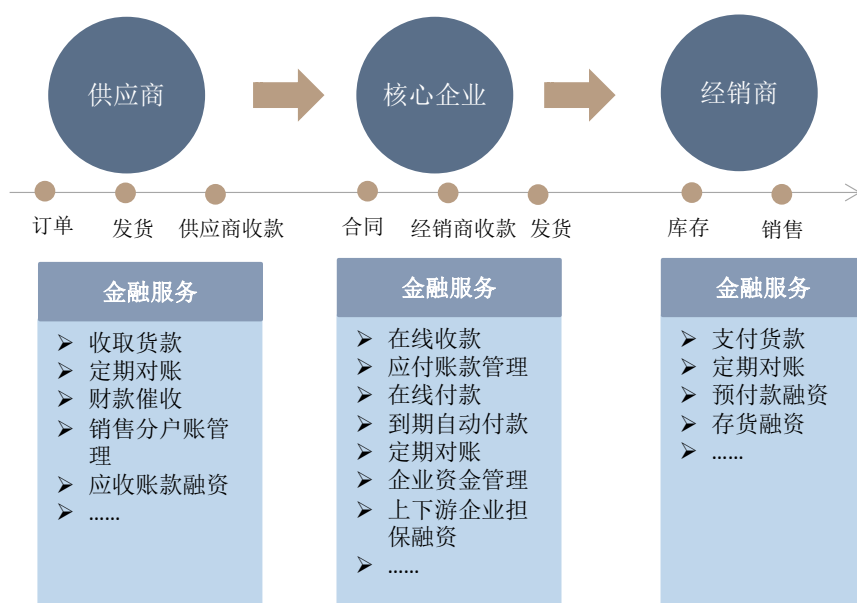 供应商
核心企业
经销商
订单
发货
供应商收款
合同
经销商收款
发货
库存
销售
金融服务
收取货款
定期对账
财款催收
销售分户账管
理
应收账款融资
......
金融服务
在线收款
应付账款管理
在线付款
到期自动付款
定期对账
企业资金管理
上下游企业担
保融资
......
金融服务
支付货款
定期对账
预付款融资
存货融资
......